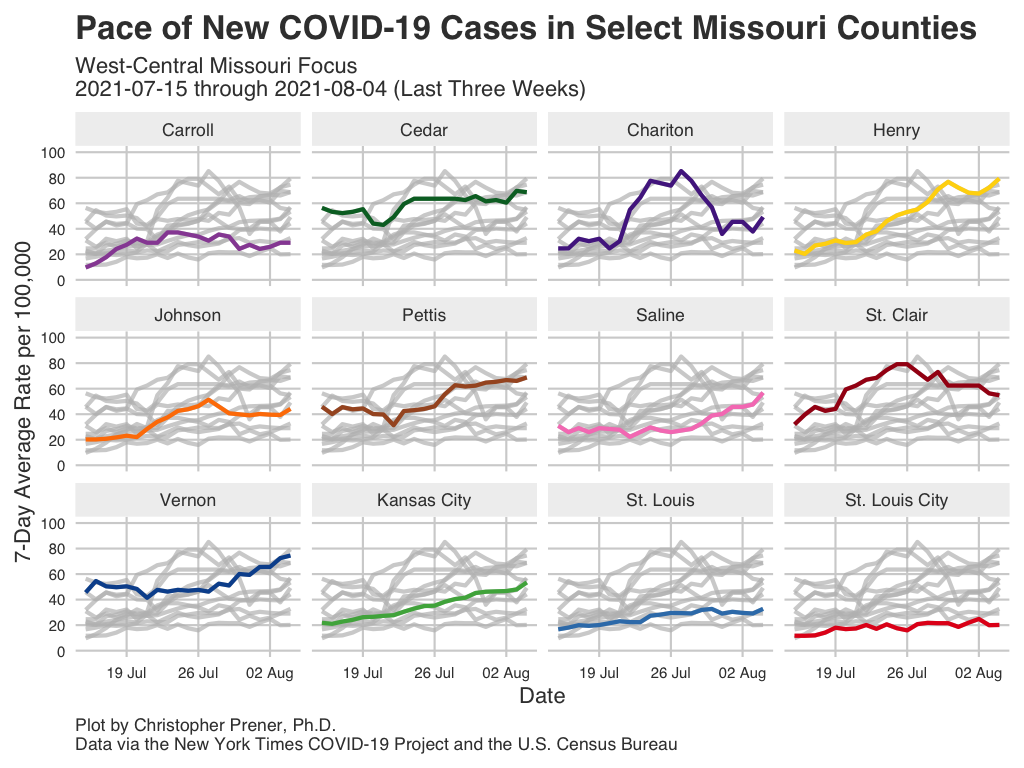 Pace of New COVID-19 Cases in Select Missouri Counties
West-Central Missouri Focus
2021-07-15 through 2021-08-04 (Last Three Weeks)
7-Day Average Rate per 100,000
Carroll
Cedar
Chariton
Henry
100
80
60
40
20
0
Johnson
Pettis
Saline
St. Clair
100
80
60
40
20
0
Vernon
Kansas City
St. Louis
St. Louis City
100
80
60
40
20
0
19 Jul 26 Jul 02 Aug
19 Jul 26 Jul 02 Aug
19 Jul 26 Jul 02 Aug
19 Jul 26 Jul 02 Aug
Date
Plot by Christopher Prener, Ph.D.
Data via the New York Times COVID-19 Project and the U.S. Census Bureau